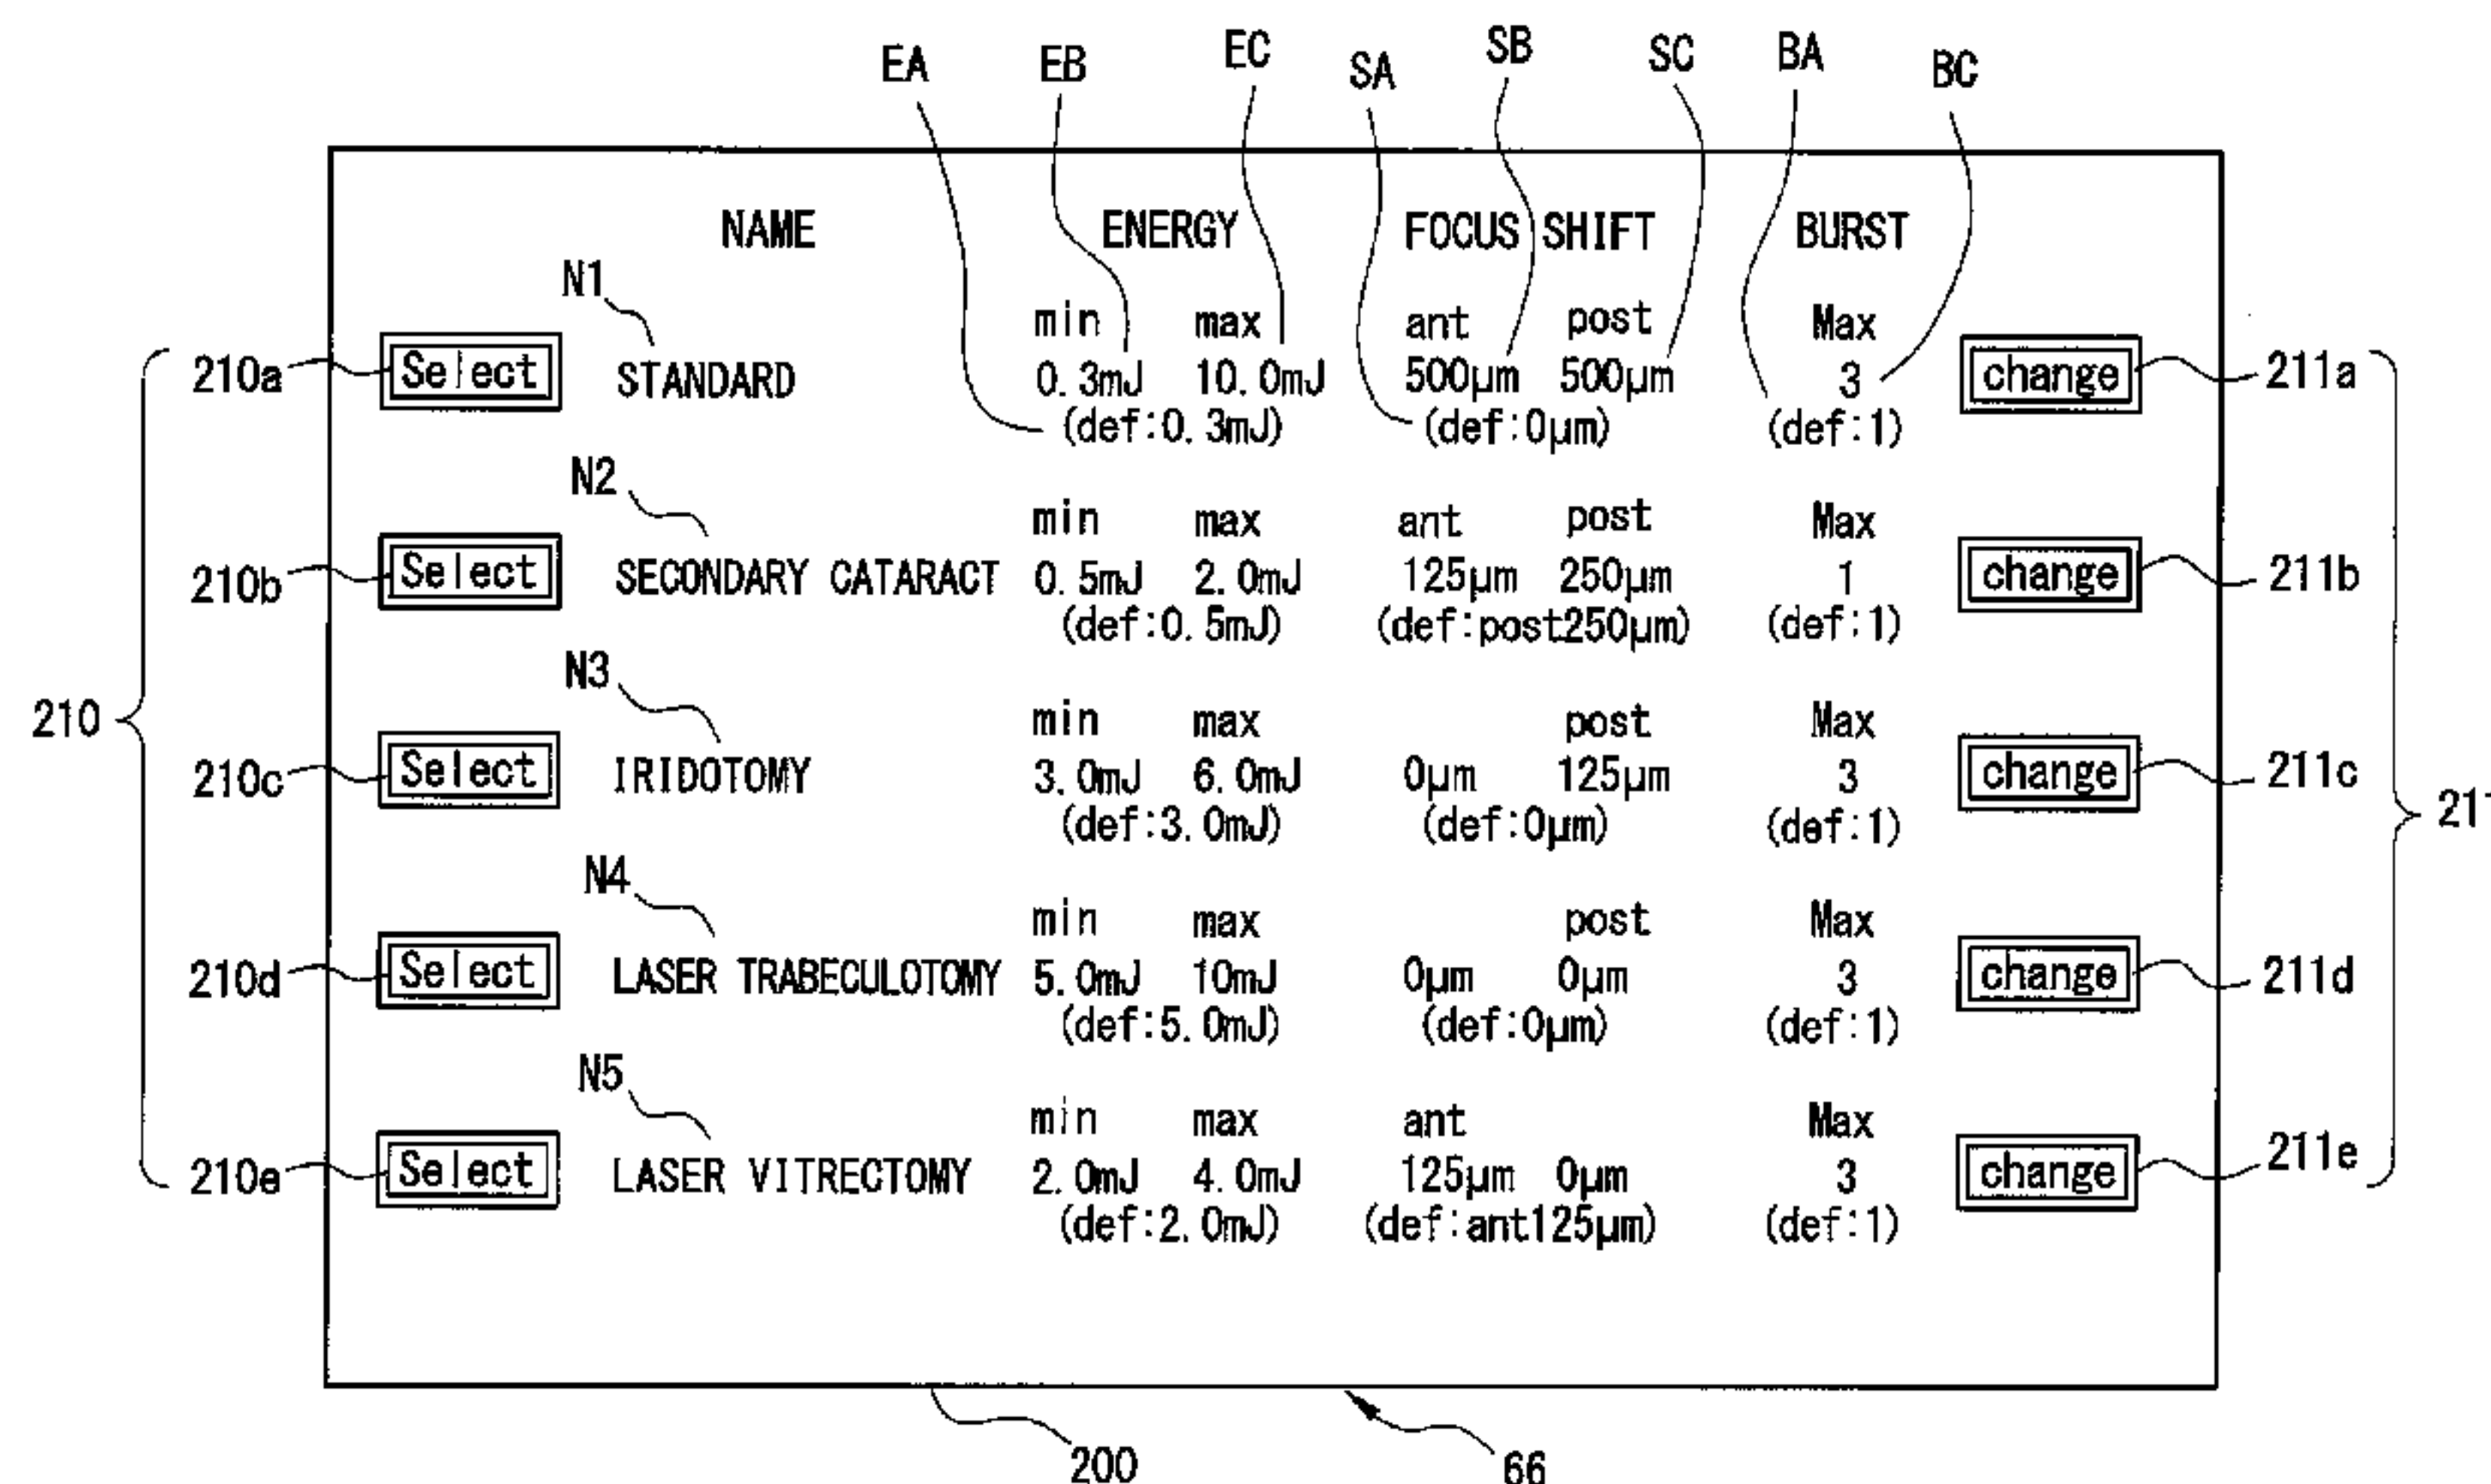 EA EB EC SA SB SC BA BC
NAME ENERGY FOCUS SHIFT BURST
N1
min max ant post Max
210a Select STANDARD 0.3mJ 10.0mJ 500μm 500μm 3 change 211a
(def:0.3mJ) (def:0μm) (def:1)
N2
min max ant post Max
210b Select SECONDARY CATARACT 0.5mJ 2.0mJ 125μm 250μm 1 change 211b
(def:0.5mJ) (def:post250μm) (def:1)
N3
210
min max post Max
210c Select IRIDOTOMY 3.0mJ 6.0mJ 0μm 125μm 3 change 211c
(def:3.0mJ) (def:0μm) (def:1)
N4
min max post Max
210d Select LASER TRABECULOTOMY 5.0mJ 10mJ 0μm 0μm 3 change 211d
(def:5.0mJ) (def:0μm) (def:1)
N5
min max ant Max
210e Select LASER VITRECTOMY 2.0mJ 4.0mJ 125μm 0μm 3 change 211e
(def:2.0mJ) (def:ant125μm) (def:1)
200 66